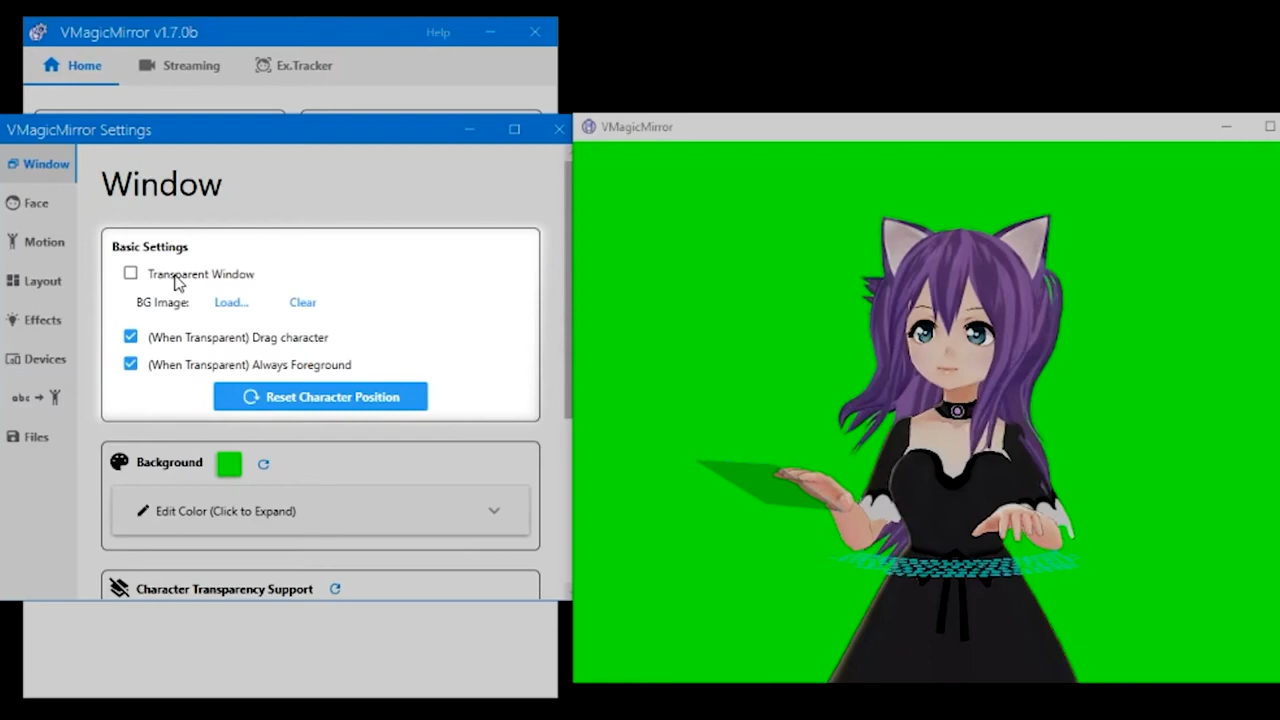 VMagicMirror v1.7.0b
Help
Home
Streaming
Ex.Tracker
VMagicMirror Settings
Window
Face
Motion
Layout
Effects
Devices
abc →
Files
Window
Basic Settings
Transparent Window
BG Image: Load... Clear
(When Transparent) Drag character
(When Transparent) Always Foreground
Reset Character Position
Background
Edit Color (Click to Expand)
Character Transparency Support
VMagicMirror